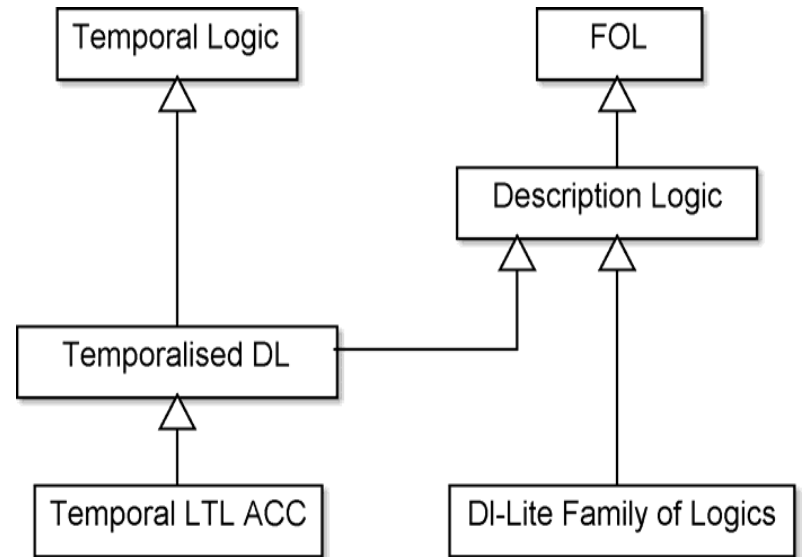 Temporal Logic
FOL
Description Logic
Temporalised DL
Temporal LTL ACC
Dl-Lite Family of Logics